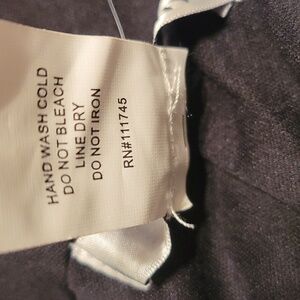 HAND WASH COLD
DO NOT BLEACH
LINE DRY
DO NOT IRON
RN#111745